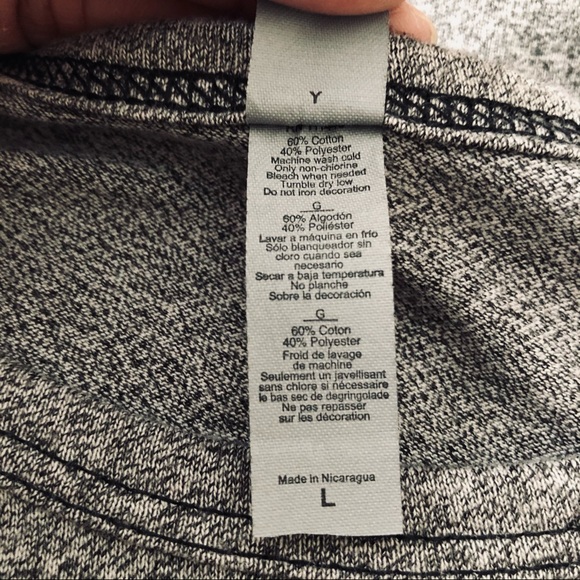 Y
60% Cotton
40% Polyester
Machine wash cold
Only non-chlorine
Bleach when needed
Tumble dry low
Do not iron decoration
G
60% Algodón
40% Poliéster
Lavar a máquina en frío
Sólo blanqueador sin
cloro cuando sea
necesario
Secar a baja temperatura
No planche
Sobre la decoración
G
60% Coton
40% Polyester
Froid de lavage
de machine
Seulement un javellisant
sans chlore si nécessaire
le bas sec de degringolade
Ne pas repasser
sur les décoration
Made in Nicaragua
L